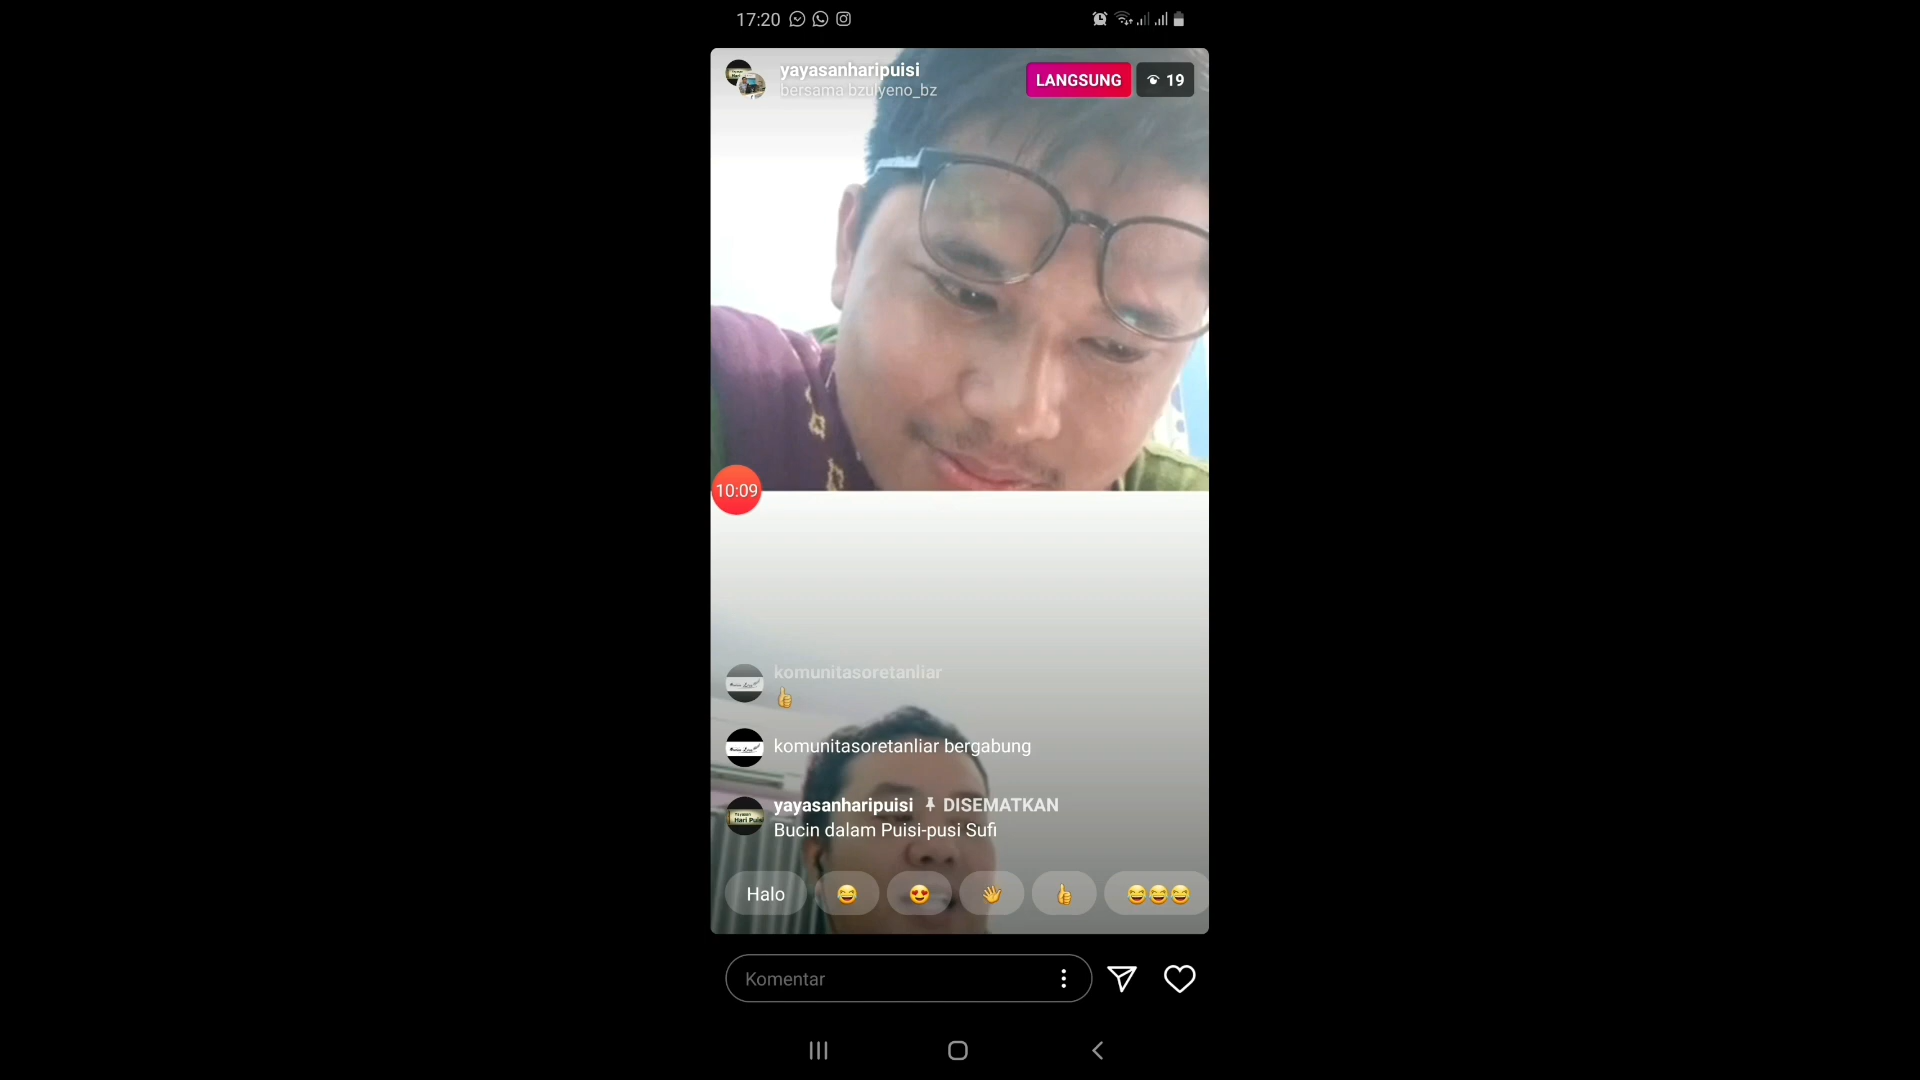 17:20
yayasanharipuisi
bersama bzulyeno_bz
LANGSUNG
19
10:09
komunitasoretanliar
👍
komunitasoretanliar bergabung
yayasanharipuisi DISEMATKAN
Bucin dalam Puisi-pusi Sufi
Halo 😅 😍 👋 👍 😅😅😅
Komentar